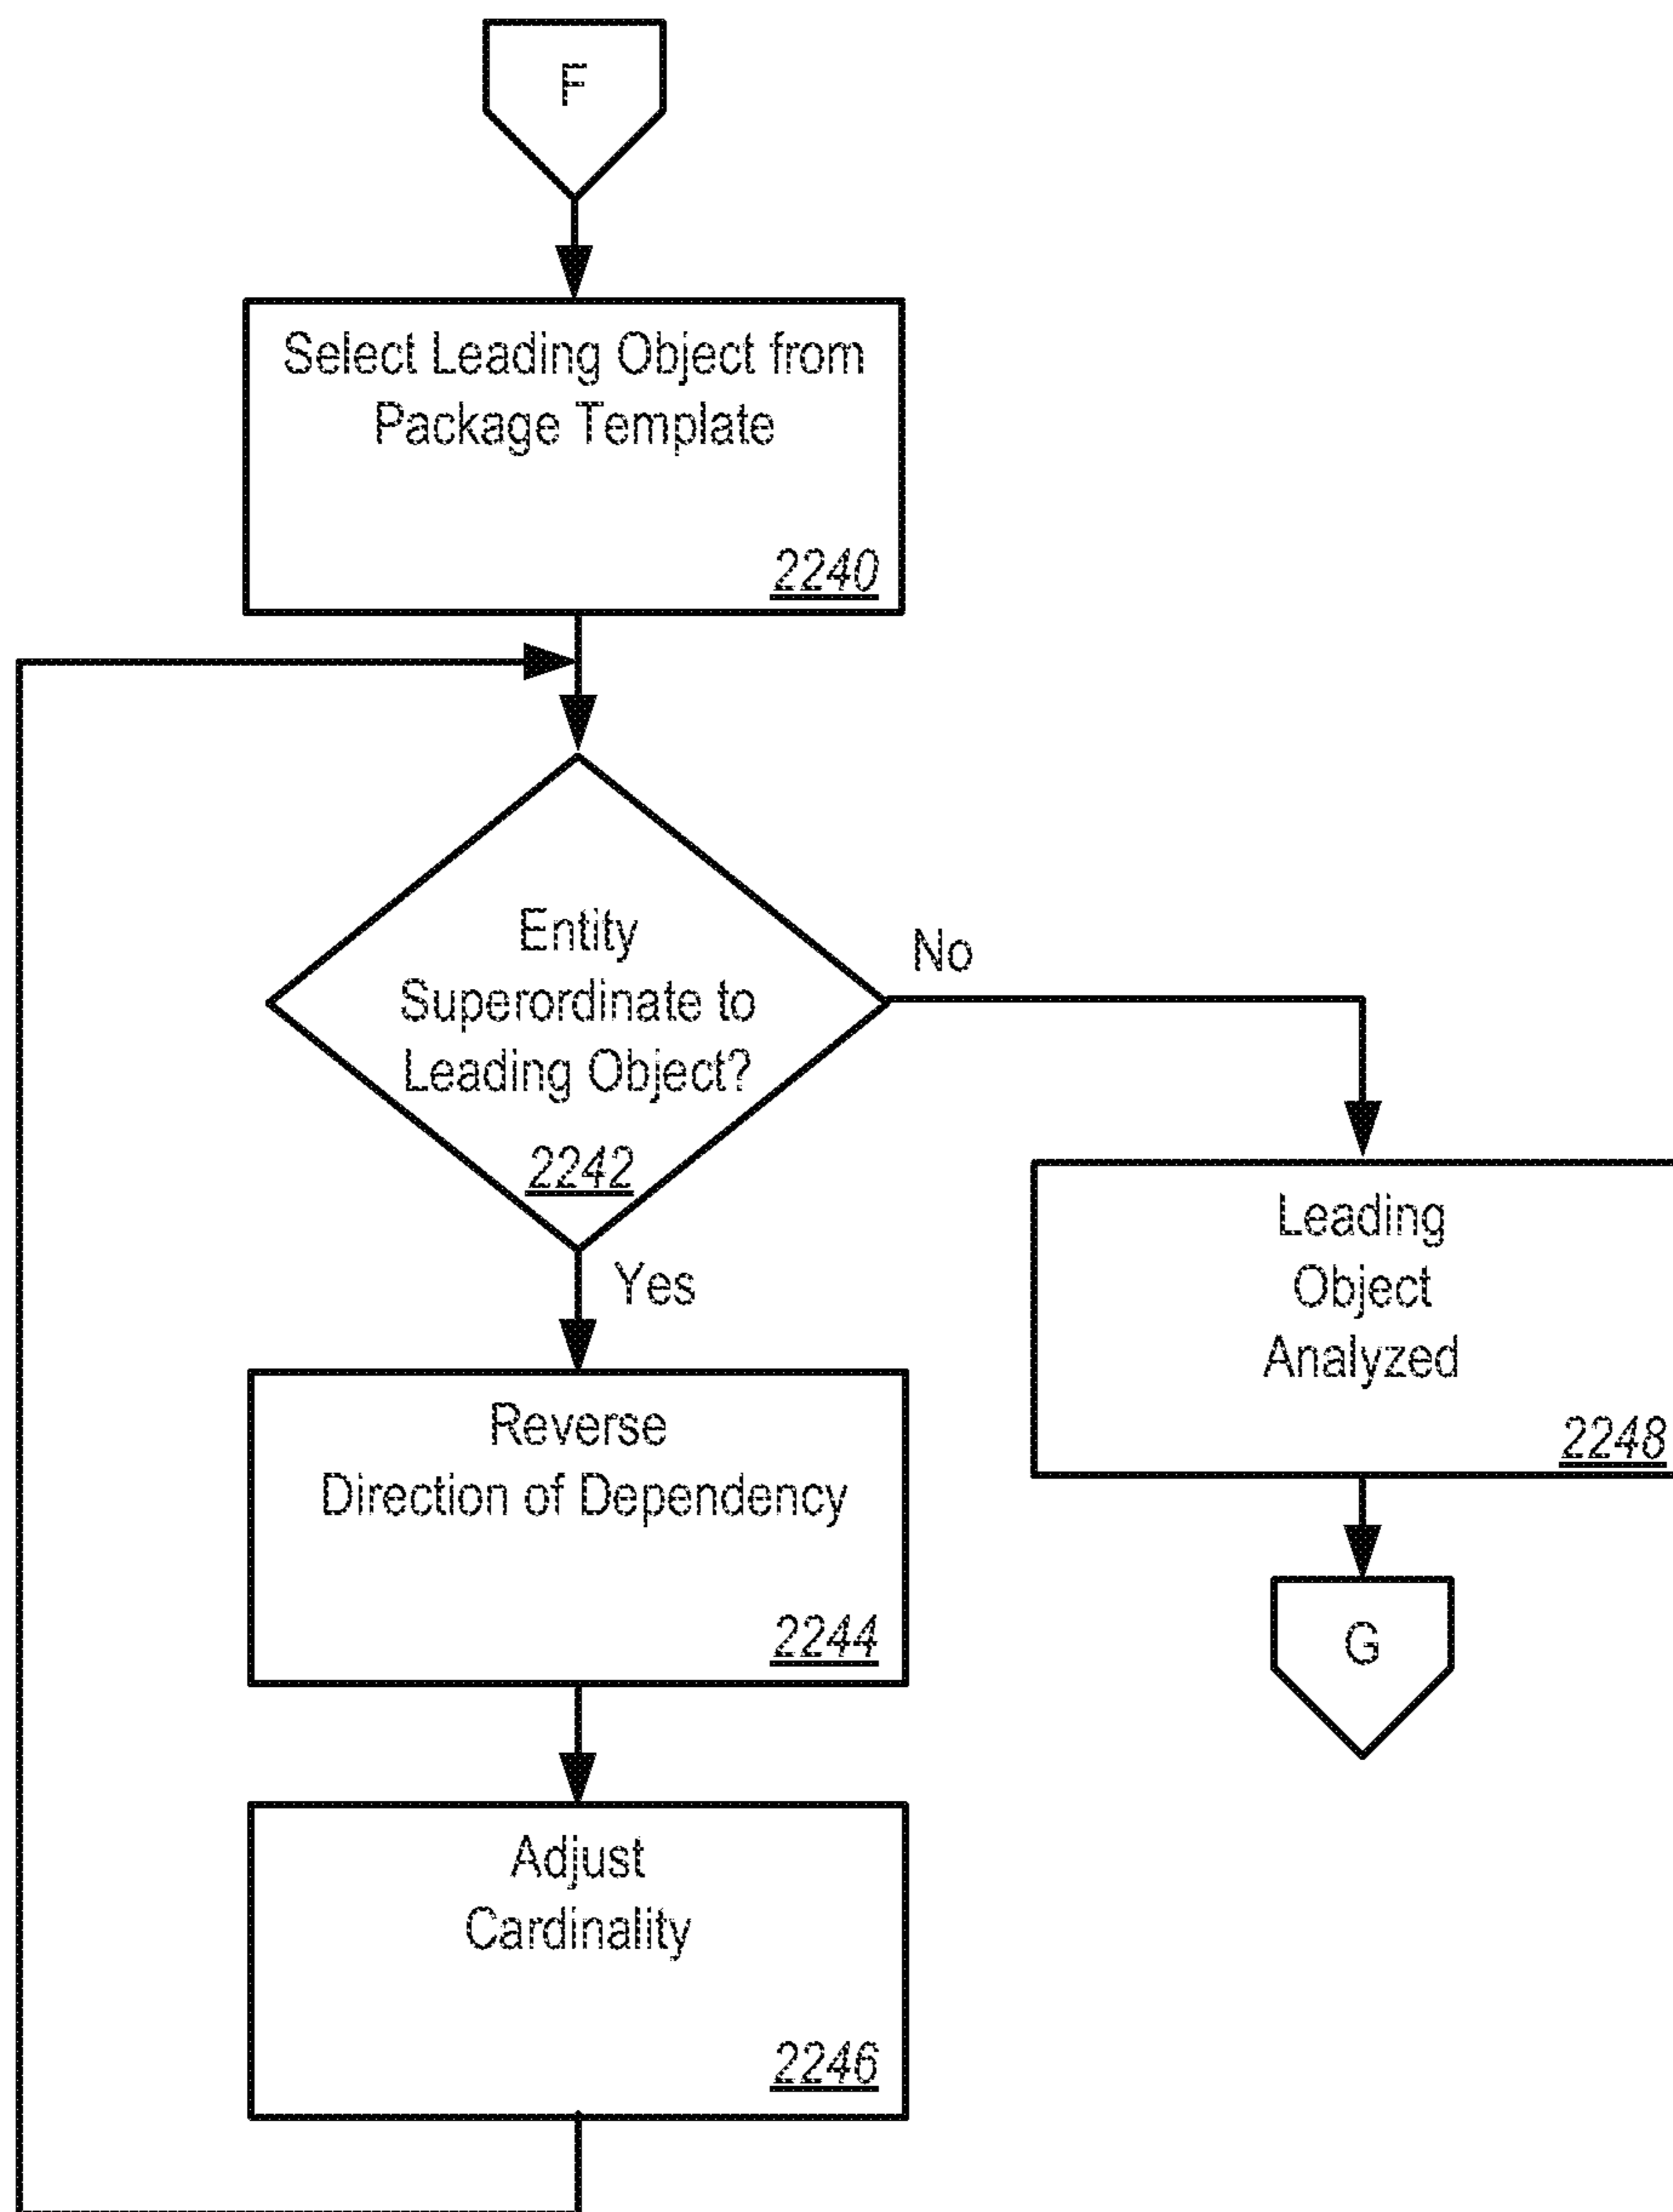 F
Select Leading Object from
Package Template
2240
Entity
Superordinate to
Leading Object?
2242
No
Yes
Leading
Object
Analyzed
2248
Reverse
Direction of Dependency
2244
G
Adjust
Cardinality
2246